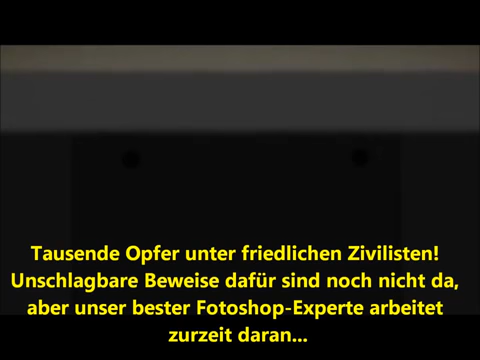 Tausende Opfer unter friedlichen Zivilisten!
Unschlagbare Beweise dafür sind noch nicht da,
aber unser bester Fotoshop-Experte arbeitet
zurzeit daran...